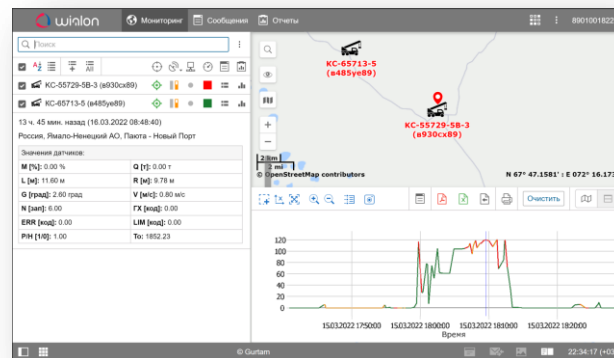 wialon
Мониторинг
Сообщения
Отчеты
8901001822
Поиск
КС-55729-5В-3 (в930сх89)
КС-65713-5 (в485уе89)
13 ч. 45 мин. назад (16.03.2022 08:48:40)
Россия, Ямало-Ненецкий АО, Паюта - Новый Порт
Значения датчиков:
M [%]: 0.00 %
Q [т]: 0.00 т
L [м]: 11.60 м
R [м]: 9.78 м
G [град]: 2.60 град
V [м/с]: 0.80 м/с
N [зап]: 6.00
ГХ [код]: 0.00
ERR [код]: 0.00
LIM [код]: 0.00
P/H [1/0]: 1.00
To: 1852.23
КС-65713-5
(в485уе89)
КС-55729-5В-3
(в930сх89)
2 km
2 mi
© OpenStreetMap contributors
N 67° 47.1581' : E 072° 16.173
Очистить
120
100
80
60
40
20
0
15.03.2022 17:50:00
15.03.2022 18:00:00
15.03.2022 18:10:00
15.03.2022 18:20:00
Время
© Gurtam
22:34:17 (+03